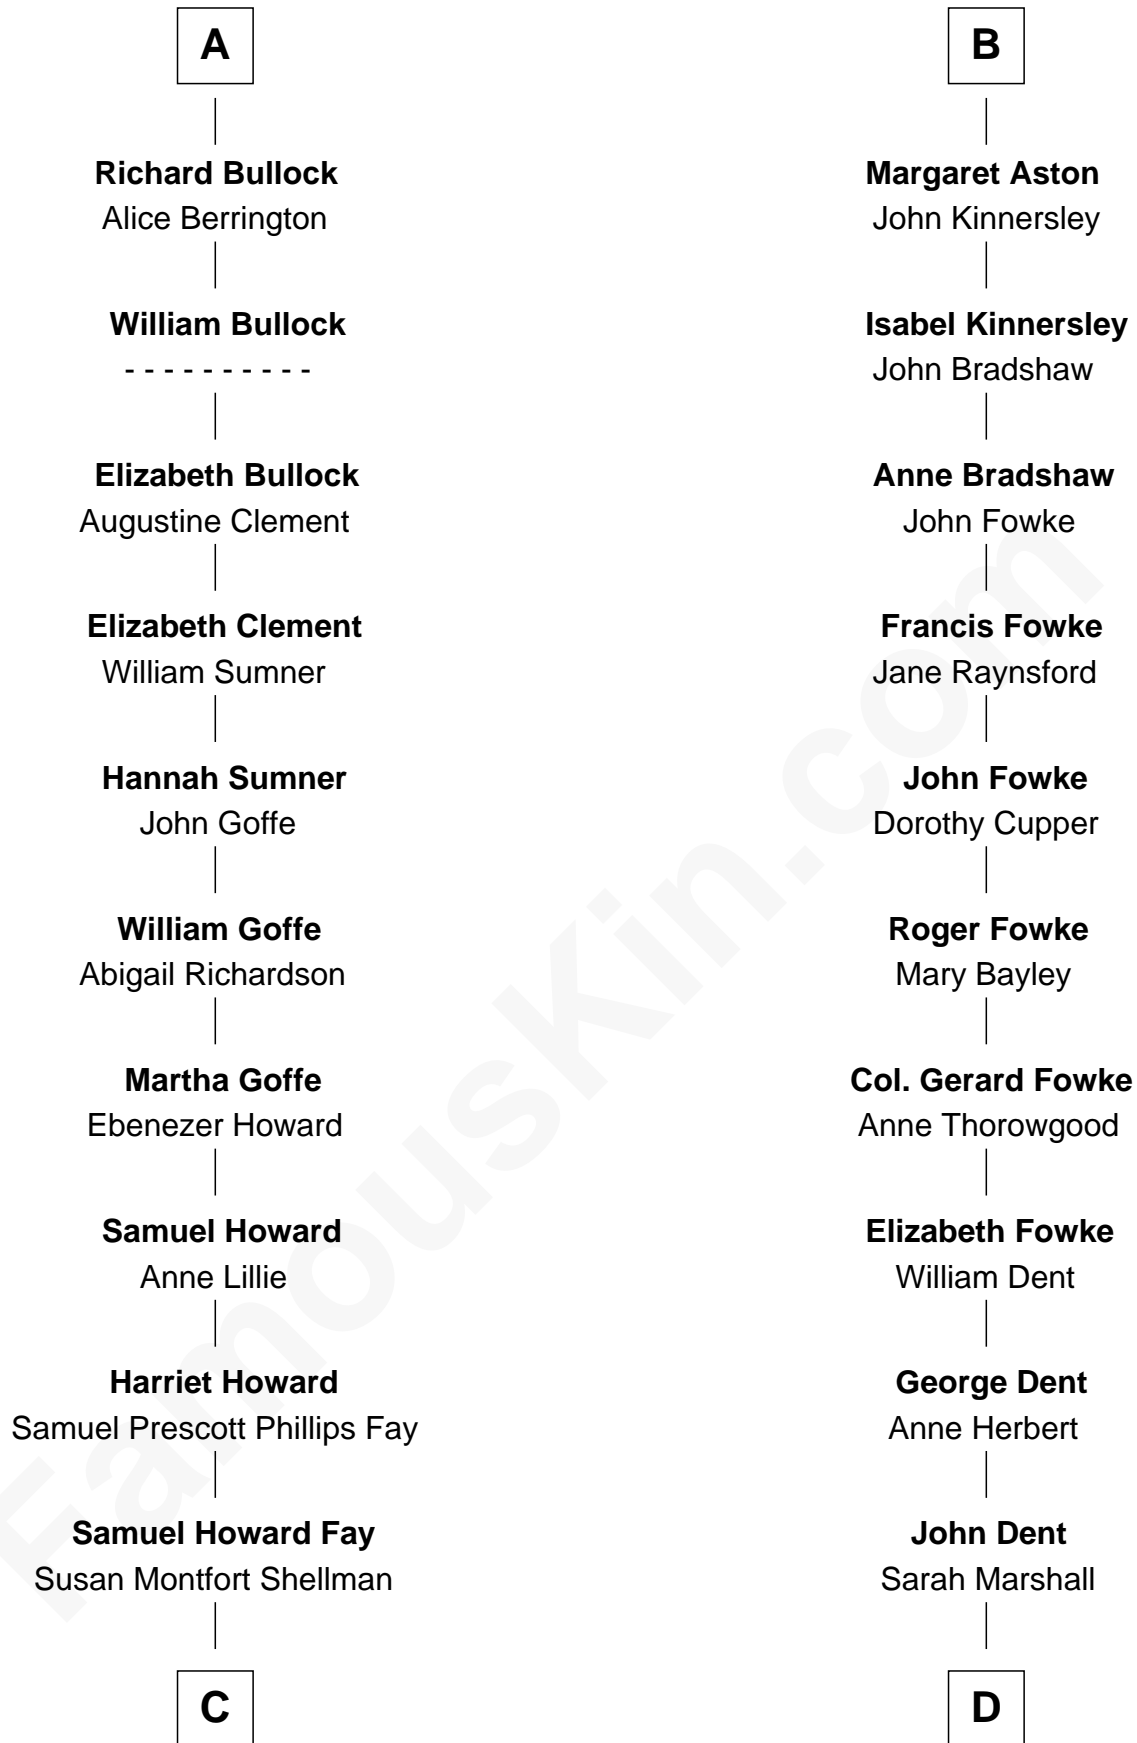 A
Richard Bullock
Alice Berrington
William Bullock
- - - - - - - - - -
Elizabeth Bullock
Augustine Clement
Elizabeth Clement
William Sumner
Hannah Sumner
John Goffe
William Goffe
Abigail Richardson
Martha Goffe
Ebenezer Howard
Samuel Howard
Anne Lillie
Harriet Howard
Samuel Prescott Phillips Fay
Samuel Howard Fay
Susan Montfort Shellman
C
B
Margaret Aston
John Kinnersley
Isabel Kinnersley
John Bradshaw
Anne Bradshaw
John Fowke
Francis Fowke
Jane Raynsford
John Fowke
Dorothy Cupper
Roger Fowke
Mary Bayley
Col. Gerard Fowke
Anne Thorowgood
Elizabeth Fowke
William Dent
George Dent
Anne Herbert
John Dent
Sarah Marshall
D
FamousKin.com